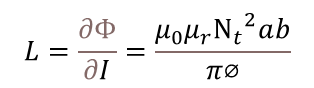 L = ∂Φ/∂I = μ₀μᵣNₜ²ab/π⌀